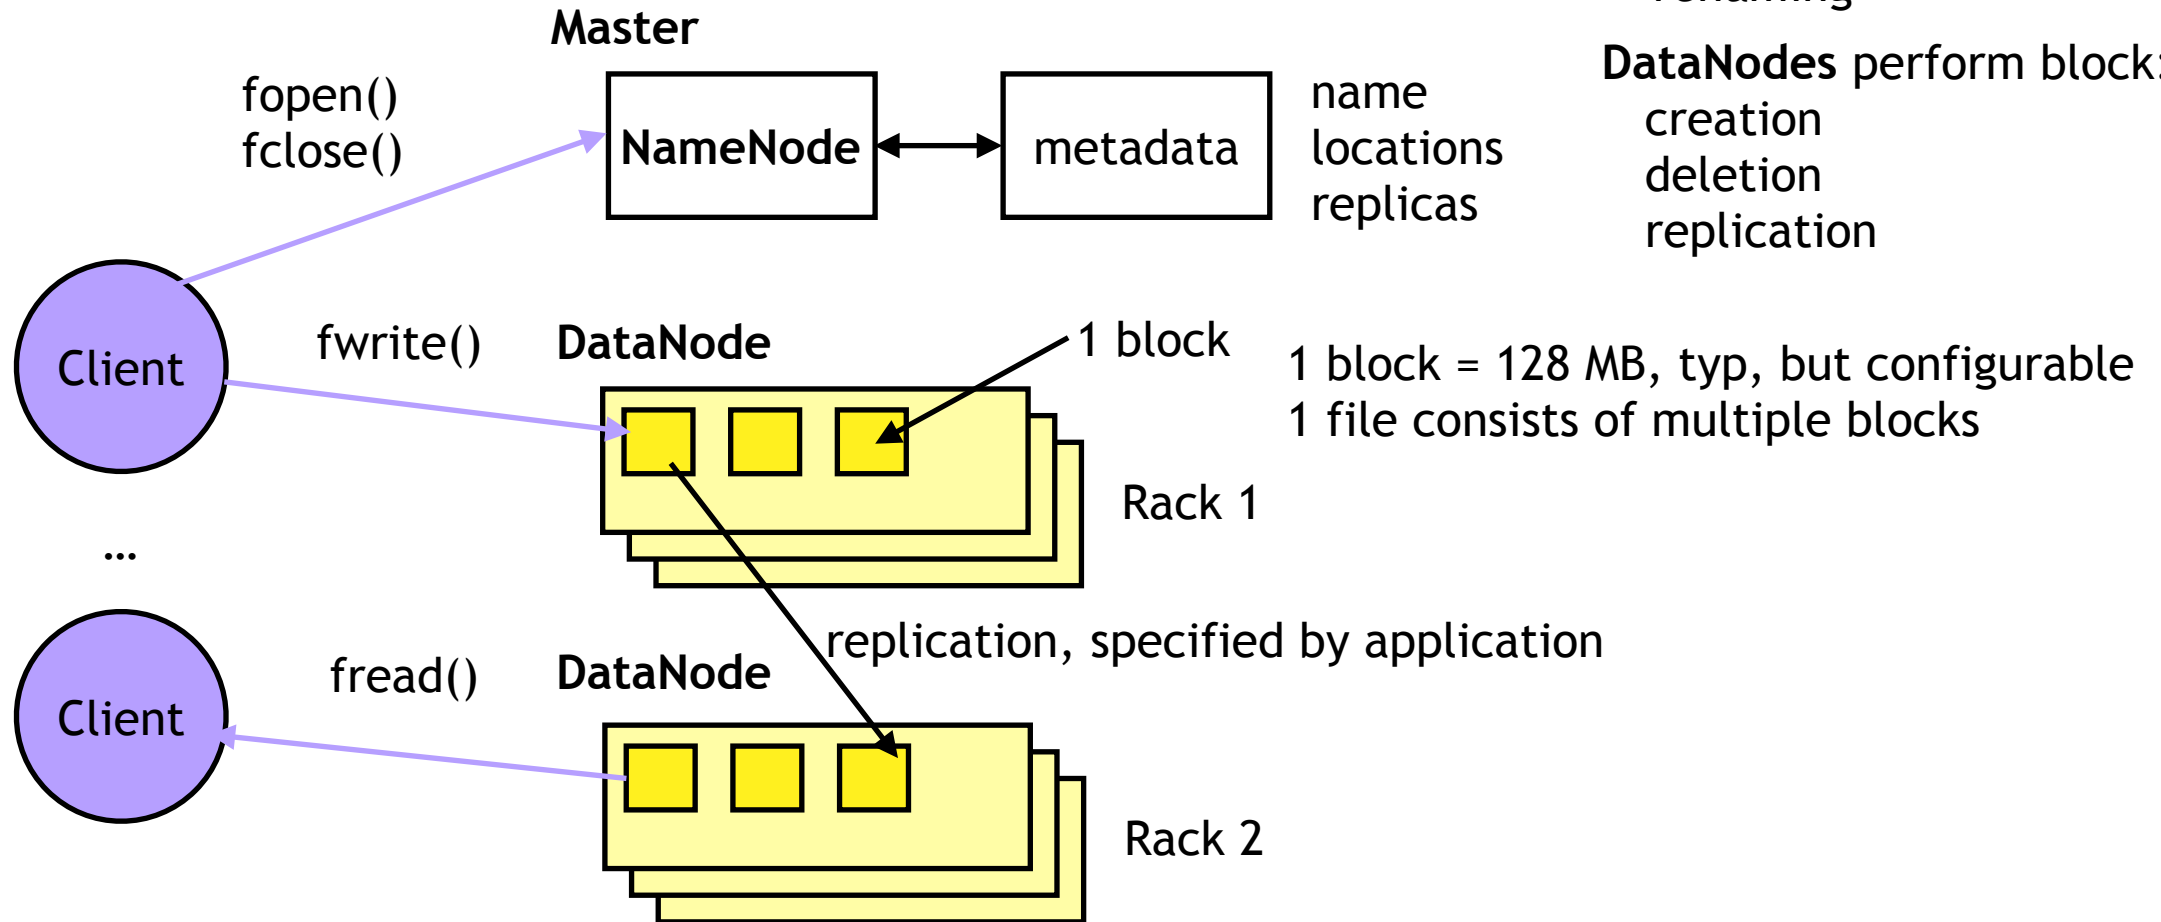 renaming
Master
fopen()
fclose()
NameNode
metadata
name
locations
replicas
DataNodes perform block:
creation
deletion
replication
Client
fwrite()
DataNode
1 block
1 block = 128 MB, typ, but configurable
1 file consists of multiple blocks
Rack 1
…
replication, specified by application
Client
fread()
DataNode
Rack 2